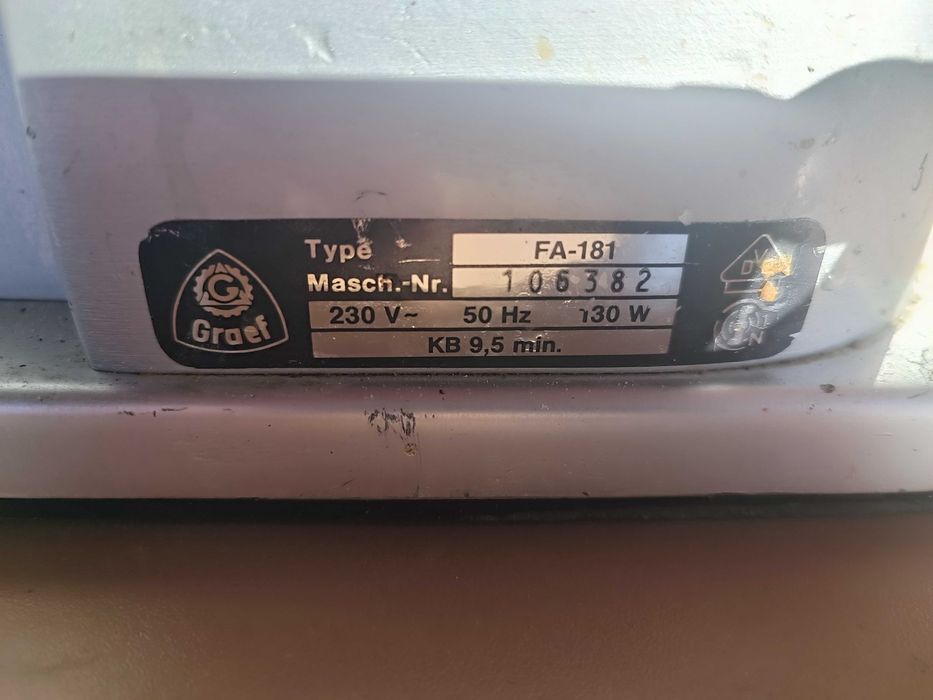 Graef
Type FA-181
Masch.-Nr. 106382
230 V~ 50 Hz 130 W
KB 9,5 min.